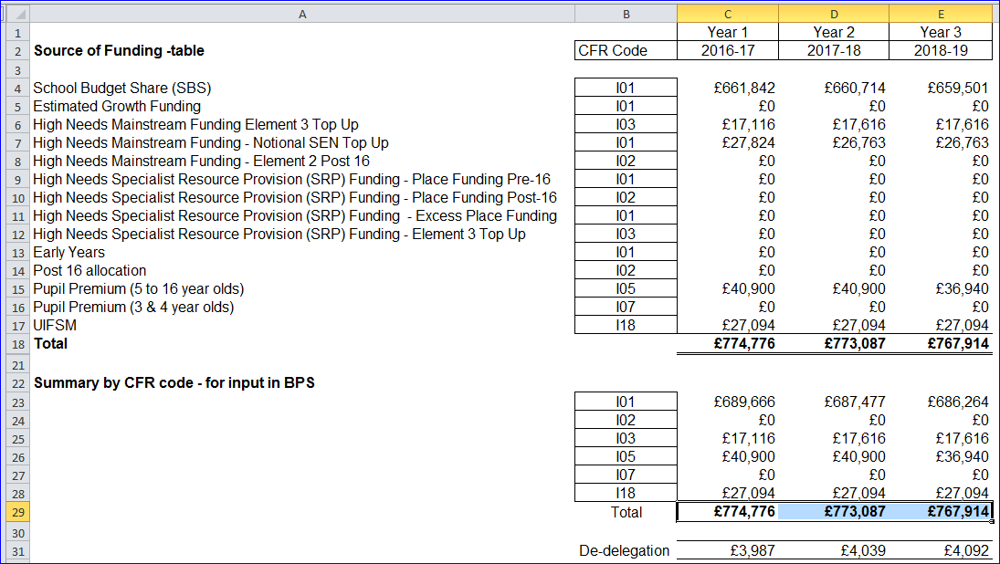 A B C D E
1 Year 1 Year 2 Year 3
2 Source of Funding -table CFR Code 2016-17 2017-18 2018-19
3
4 School Budget Share (SBS) I01 £661,842 £660,714 £659,501
5 Estimated Growth Funding I01 £0 £0 £0
6 High Needs Mainstream Funding Element 3 Top Up I03 £17,116 £17,616 £17,616
7 High Needs Mainstream Funding - Notional SEN Top Up I01 £27,824 £26,763 £26,763
8 High Needs Mainstream Funding - Element 2 Post 16 I02 £0 £0 £0
9 High Needs Specialist Resource Provision (SRP) Funding - Place Funding Pre-16 I01 £0 £0 £0
10 High Needs Specialist Resource Provision (SRP) Funding - Place Funding Post-16 I02 £0 £0 £0
11 High Needs Specialist Resource Provision (SRP) Funding - Excess Place Funding I01 £0 £0 £0
12 High Needs Specialist Resource Provision (SRP) Funding - Element 3 Top Up I03 £0 £0 £0
13 Early Years I01 £0 £0 £0
14 Post 16 allocation I02 £0 £0 £0
15 Pupil Premium (5 to 16 year olds) I05 £40,900 £40,900 £36,940
16 Pupil Premium (3 & 4 year olds) I07 £0 £0 £0
17 UIFSM I18 £27,094 £27,094 £27,094
18 Total £774,776 £773,087 £767,914
21
22 Summary by CFR code - for input in BPS
23 I01 £689,666 £687,477 £686,264
24 I02 £0 £0 £0
25 I03 £17,116 £17,616 £17,616
26 I05 £40,900 £40,900 £36,940
27 I07 £0 £0 £0
28 I18 £27,094 £27,094 £27,094
29 Total £774,776 £773,087 £767,914
30
31 De-delegation £3,987 £4,039 £4,092